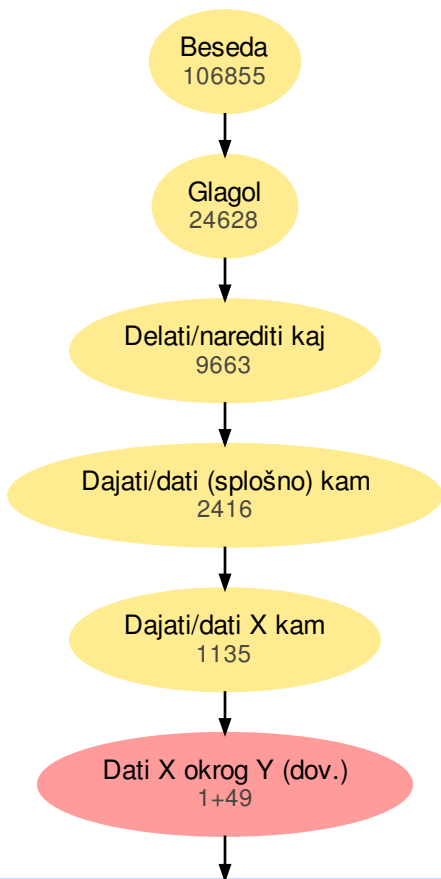 Beseda
106855
Glagol
24628
Delati/narediti kaj
9663
Dajati/dati (splošno) kam
2416
Dajati/dati X kam
1135
Dati X okrog Y (dov.)
1+49